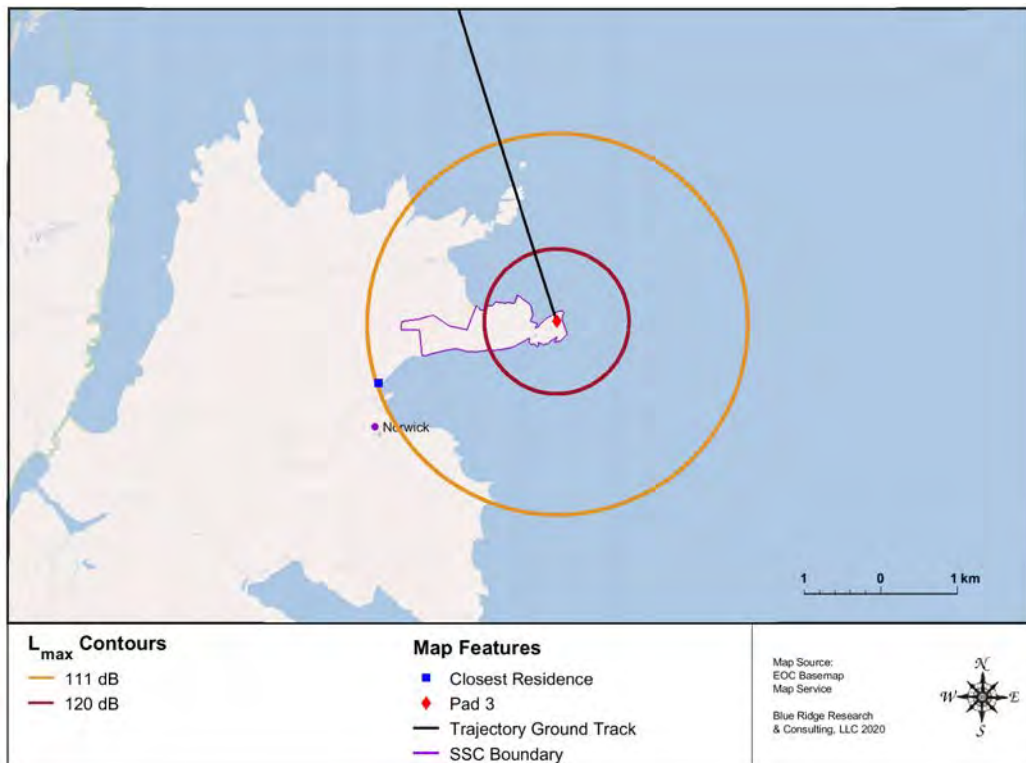 Norwick
1 0 1 km
L_max Contours
111 dB
120 dB
Map Features
Closest Residence
Pad 3
Trajectory Ground Track
SSC Boundary
Map Source:
EOC Basemap
Map Service
Blue Ridge Research
& Consulting, LLC 2020
N
W E
S